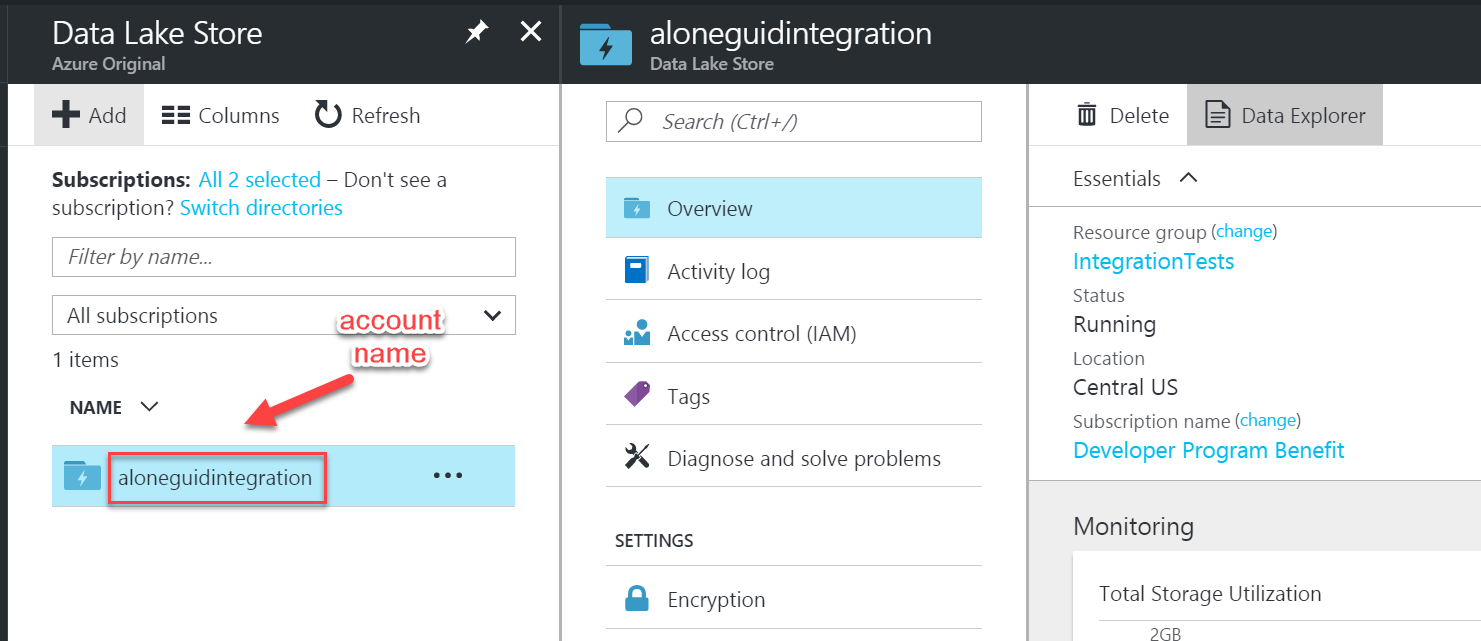 Data Lake Store
Azure Original
Add
Columns
Refresh
Subscriptions: All 2 selected – Don't see a
subscription? Switch directories
Filter by name...
All subscriptions
account
name
1 items
NAME
aloneguidintegration
aloneguidintegration
Data Lake Store
Search (Ctrl+/)
Overview
Activity log
Access control (IAM)
Tags
Diagnose and solve problems
SETTINGS
Encryption
Delete
Data Explorer
Essentials
Resource group (change)
IntegrationTests
Status
Running
Location
Central US
Subscription name (change)
Developer Program Benefit
Monitoring
Total Storage Utilization
2GB